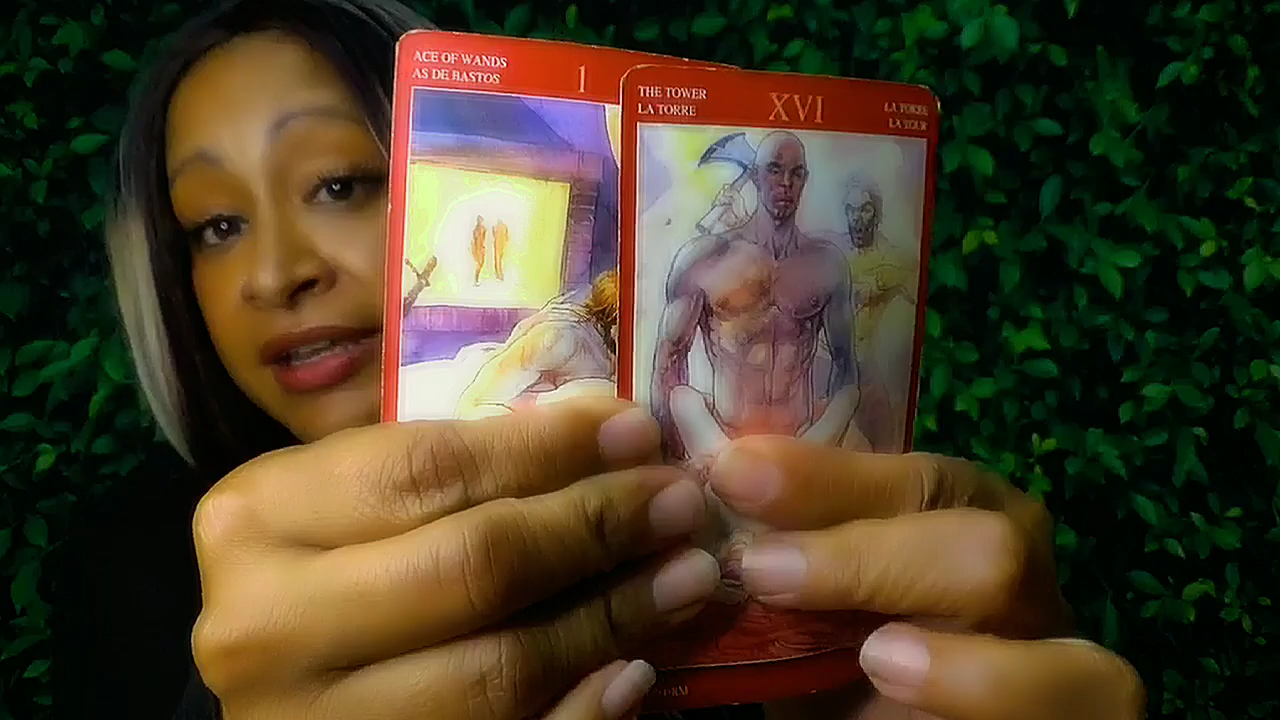 ACE OF WANDS
AS DE BASTOS
1
THE TOWER
LA TORRE
XVI
LA TORRE
LA TOUR